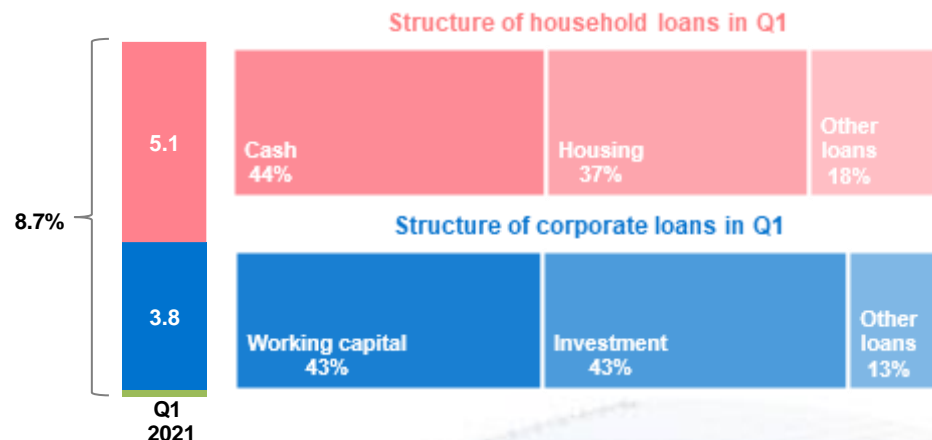 Structure of household loans in Q1
5.1
Cash
44%
Housing
37%
Other
loans
18%
8.7%
Structure of corporate loans in Q1
3.8
Working capital
43%
Investment
43%
Other
loans
13%
Q1
2021